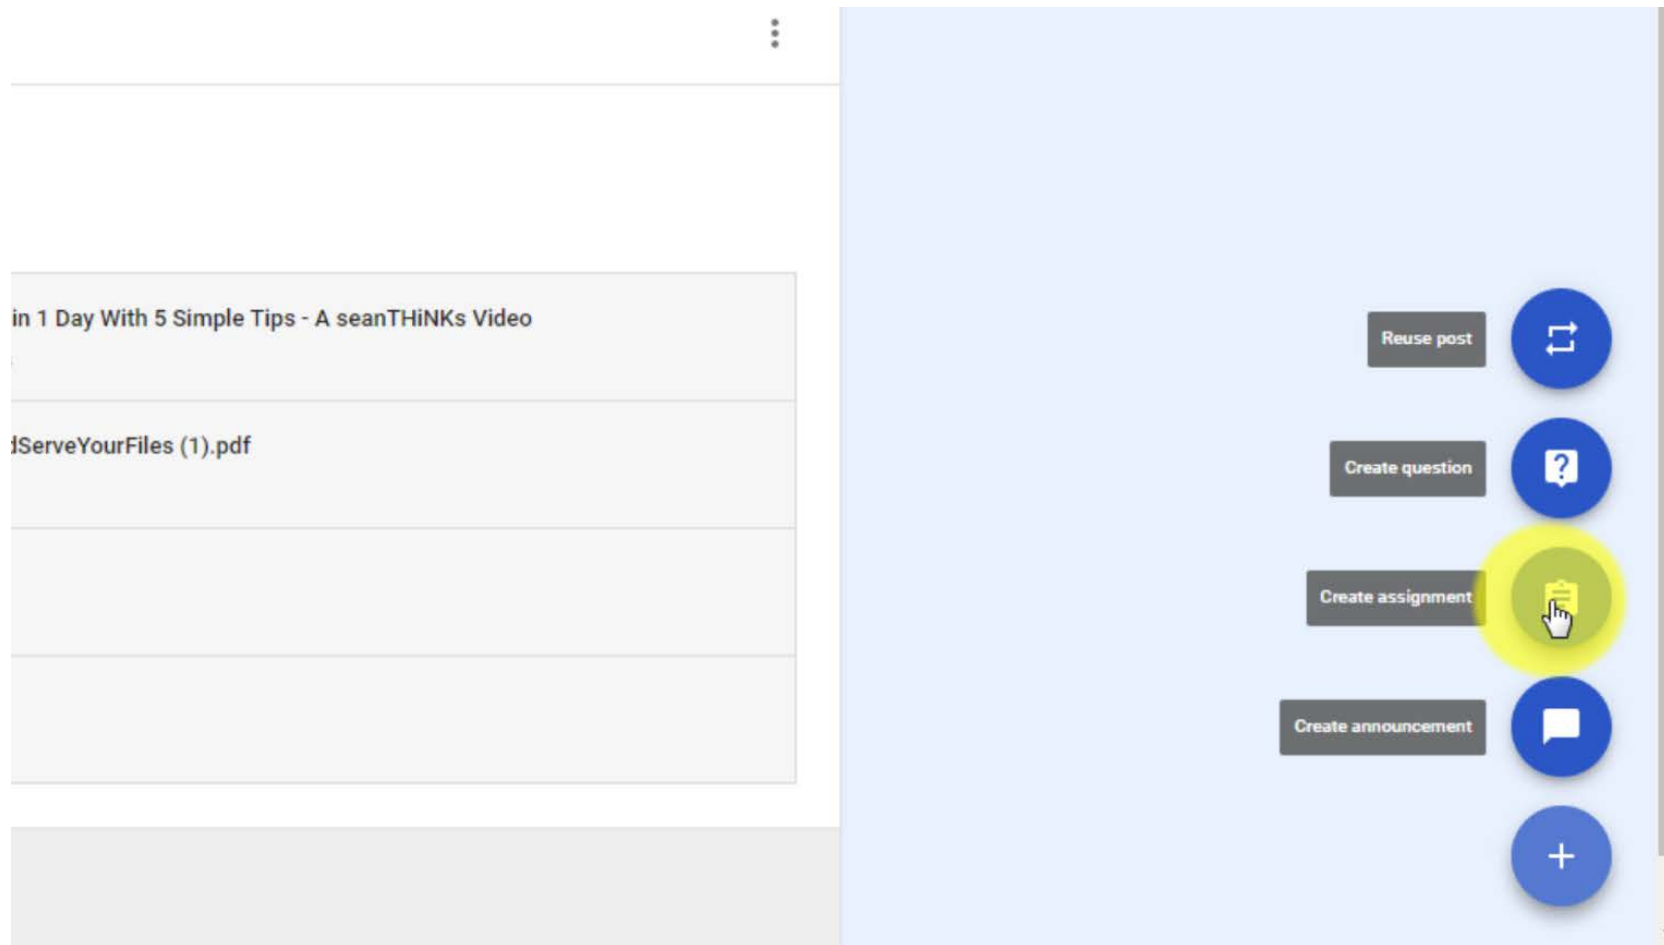 in 1 Day With 5 Simple Tips - A seanTHiNKs Video
ServeYourFiles (1).pdf
Reuse post
Create question
Create assignment
Create announcement